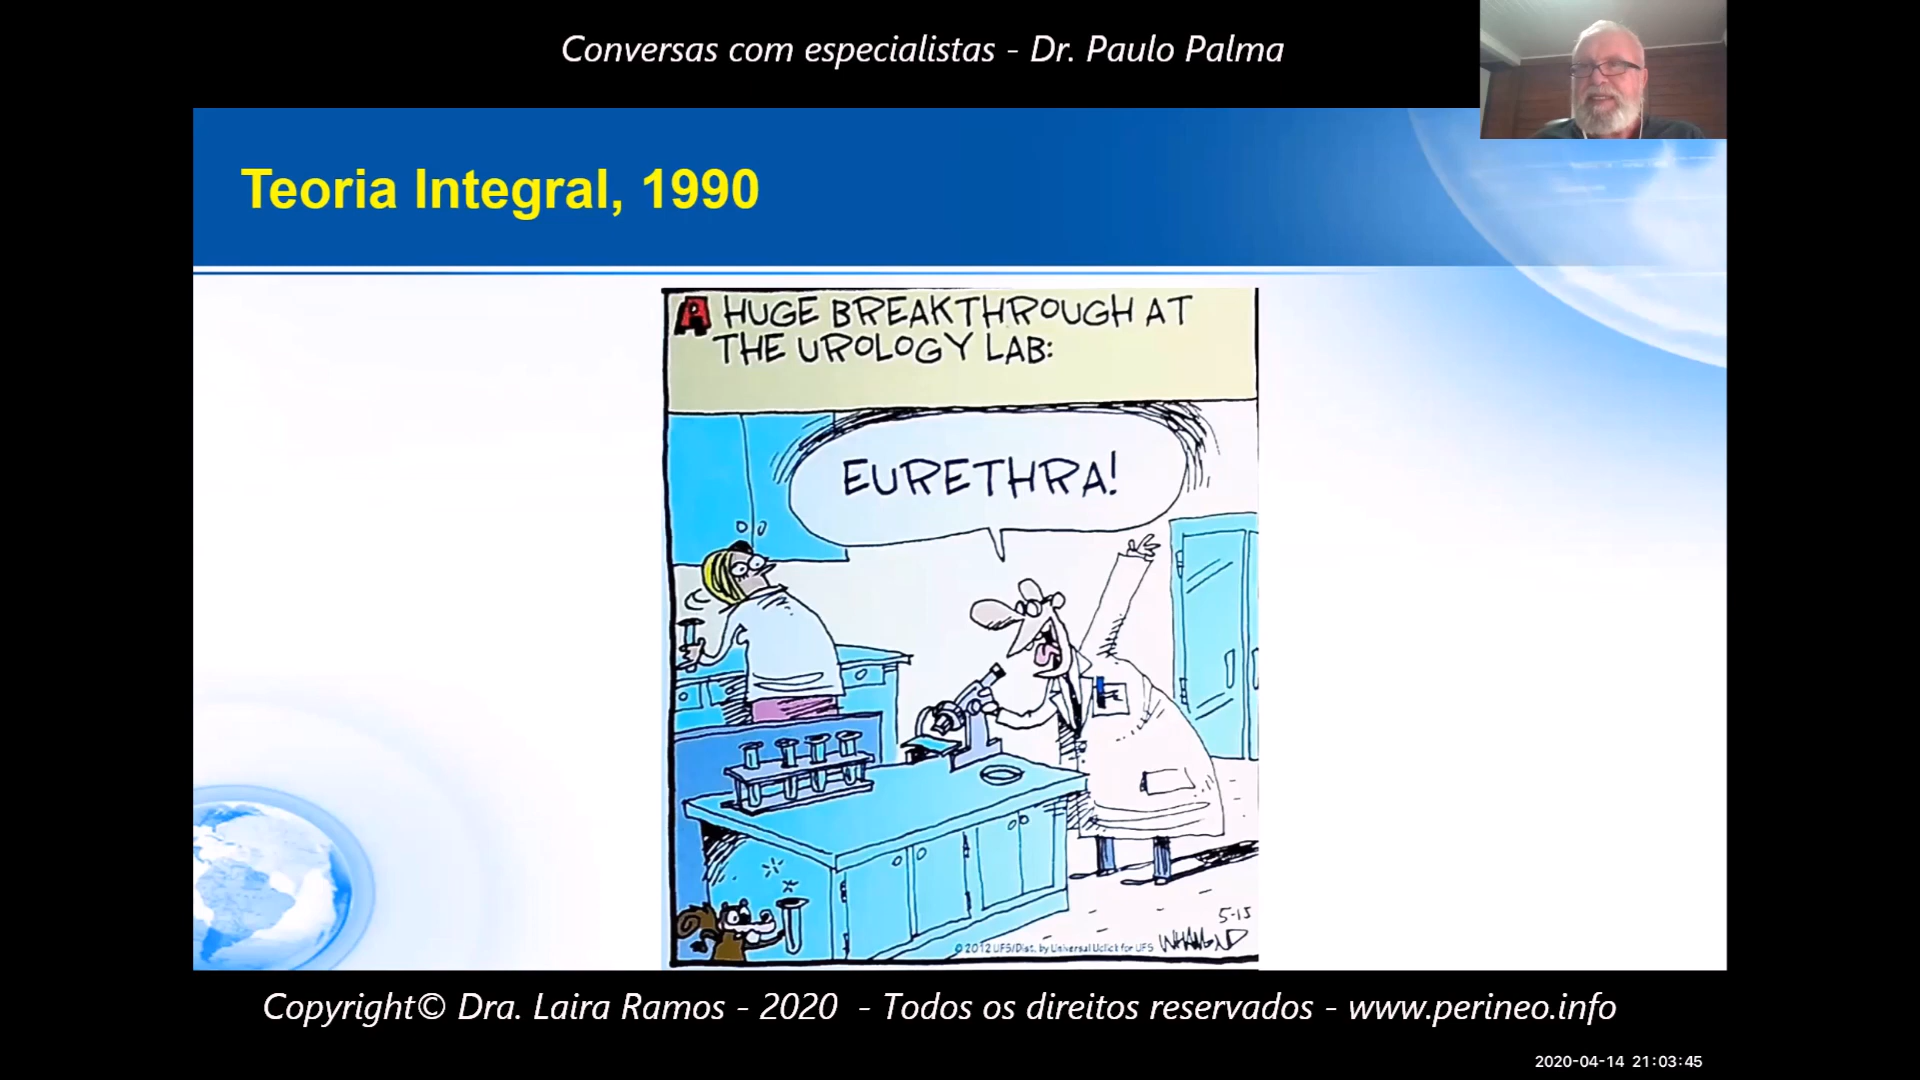 Conversas com especialistas - Dr. Paulo Palma
Teoria Integral, 1990
A HUGE BREAKTHROUGH AT
THE UROLOGY LAB:
EURETHRA!
5-15
© 2012 UFS/Dist. by Universal Uclick for UFS WHAMOND
Copyright© Dra. Laira Ramos - 2020 - Todos os direitos reservados - www.perineo.info
2020-04-14 21:03:45